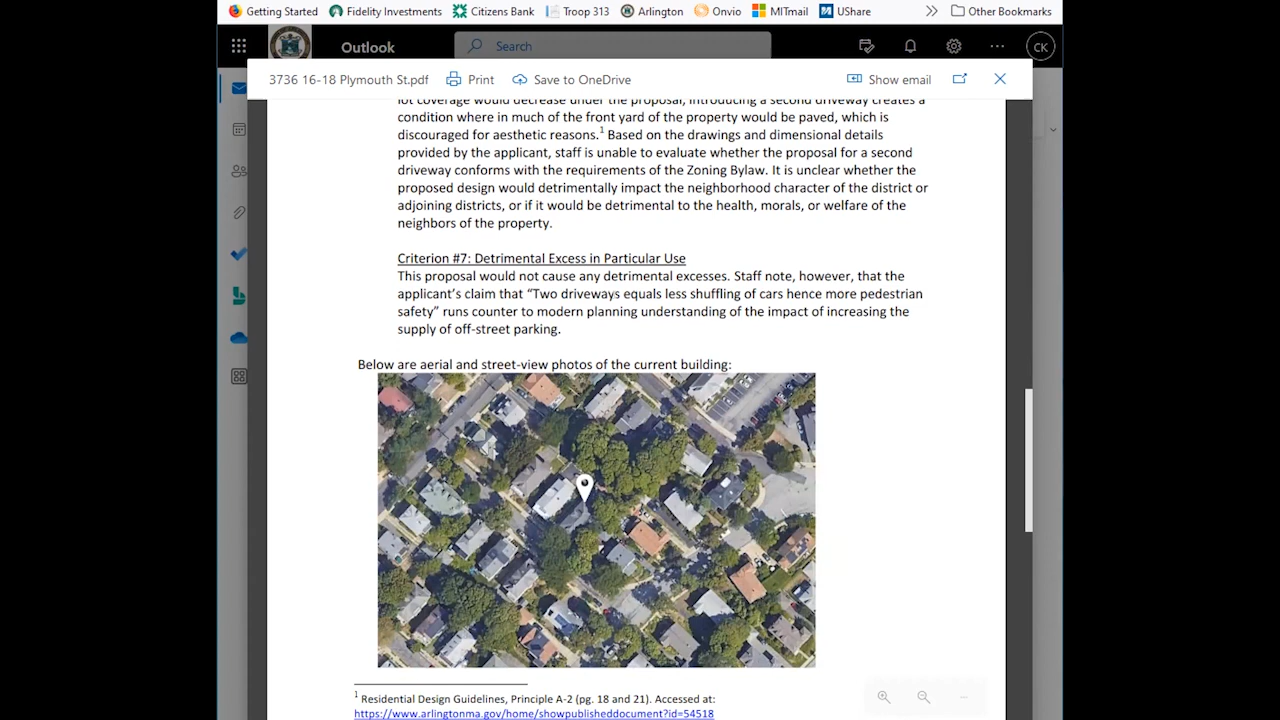 Getting Started Fidelity Investments Citizens Bank Troop 313 Arlington Onvio MITmail UShare Other Bookmarks
Outlook Search CK
3736 16-18 Plymouth St.pdf Print Save to OneDrive Show email
lot coverage would decrease under the proposal, introducing a second driveway creates a
condition where in much of the front yard of the property would be paved, which is
discouraged for aesthetic reasons.1 Based on the drawings and dimensional details
provided by the applicant, staff is unable to evaluate whether the proposal for a second
driveway conforms with the requirements of the Zoning Bylaw. It is unclear whether the
proposed design would detrimentally impact the neighborhood character of the district or
adjoining districts, or if it would be detrimental to the health, morals, or welfare of the
neighbors of the property.
Criterion #7: Detrimental Excess in Particular Use
This proposal would not cause any detrimental excesses. Staff note, however, that the
applicant's claim that “Two driveways equals less shuffling of cars hence more pedestrian
safety” runs counter to modern planning understanding of the impact of increasing the
supply of off-street parking.
Below are aerial and street-view photos of the current building:
1 Residential Design Guidelines, Principle A-2 (pg. 18 and 21). Accessed at:
https://www.arlingtonma.gov/home/showpublisheddocument?id=54518